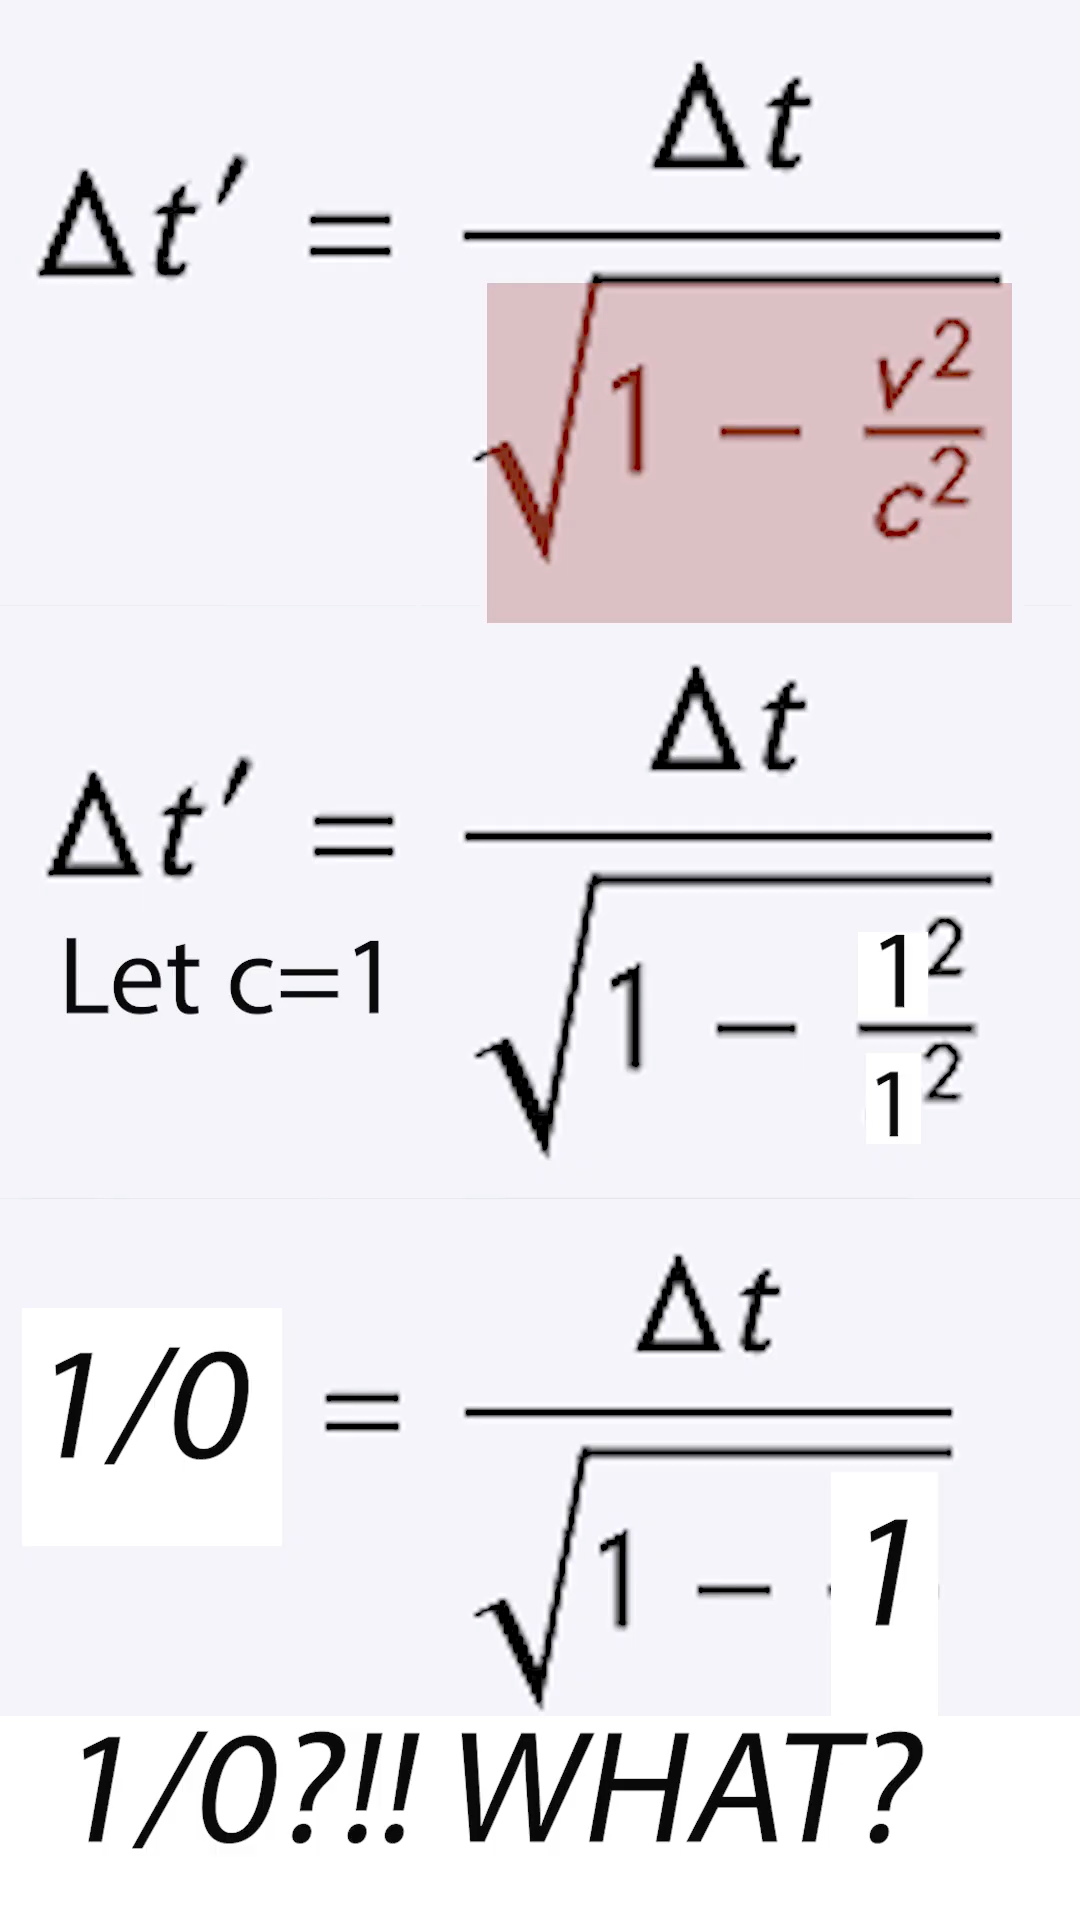 Δt′ = Δt / √(1 − v²/c²)
Δt′ = Δt / √(1 − 1²/1²)
Let c=1
1/0 = Δt / √(1 − 1)
1/0?!! WHAT?